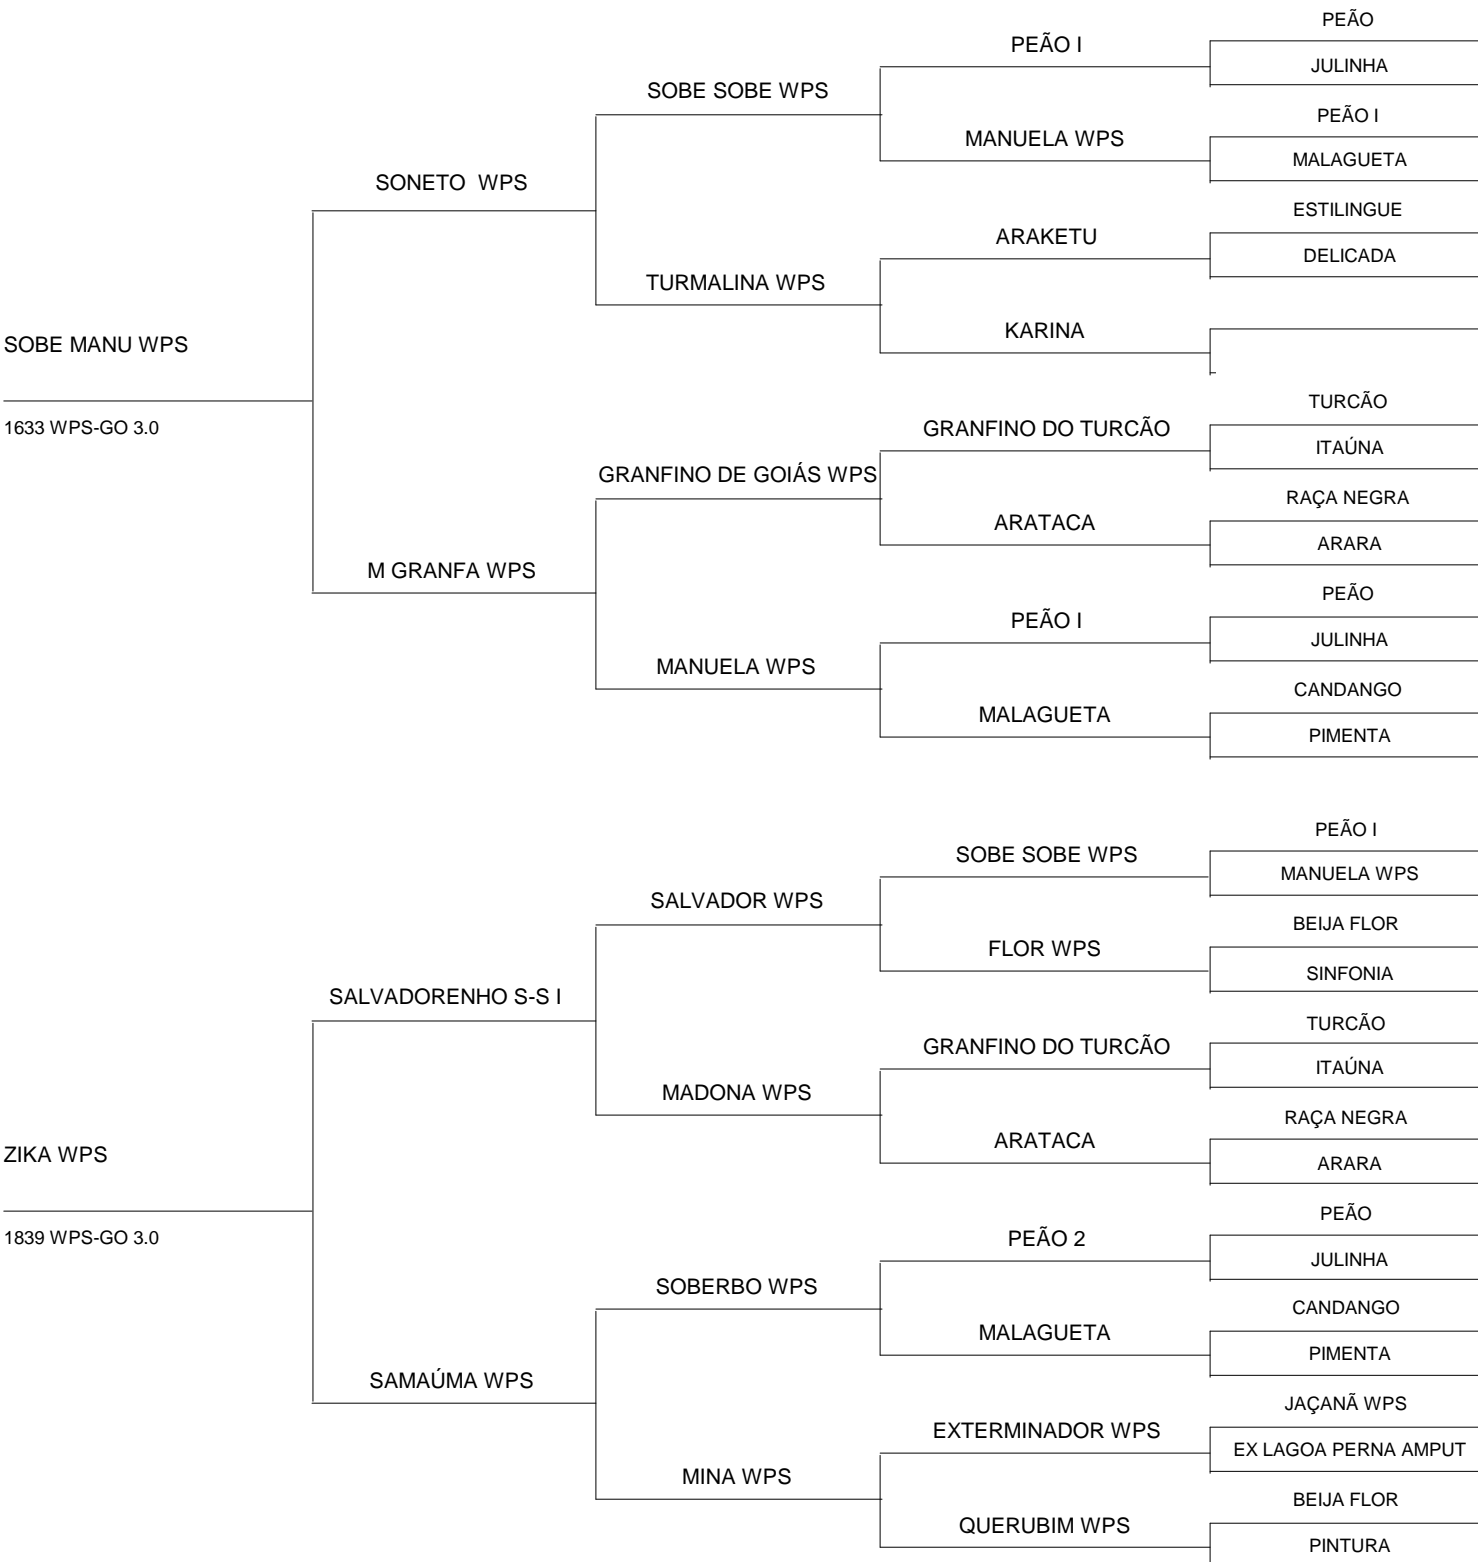 PEÃO
PEÃO I
JULINHA
SOBE SOBE WPS
PEÃO I
MANUELA WPS
MALAGUETA
SONETO  WPS
ESTILINGUE
ARAKETU
DELICADA
TURMALINA WPS
KARINA
SOBE MANU WPS
TURCÃO
1633 WPS-GO 3.0
GRANFINO DO TURCÃO
ITAÚNA
GRANFINO DE GOIÁS WPS
RAÇA NEGRA
ARATACA
ARARA
M GRANFA WPS
PEÃO
PEÃO I
JULINHA
MANUELA WPS
CANDANGO
MALAGUETA
PIMENTA
PEÃO I
SOBE SOBE WPS
MANUELA WPS
SALVADOR WPS
BEIJA FLOR
FLOR WPS
SINFONIA
SALVADORENHO S-S I
TURCÃO
GRANFINO DO TURCÃO
ITAÚNA
MADONA WPS
RAÇA NEGRA
ARATACA
ARARA
ZIKA WPS
PEÃO
1839 WPS-GO 3.0
PEÃO 2
JULINHA
SOBERBO WPS
CANDANGO
MALAGUETA
PIMENTA
SAMAÚMA WPS
JAÇANÃ WPS
EXTERMINADOR WPS
EX LAGOA PERNA AMPUT
MINA WPS
BEIJA FLOR
QUERUBIM WPS
PINTURA